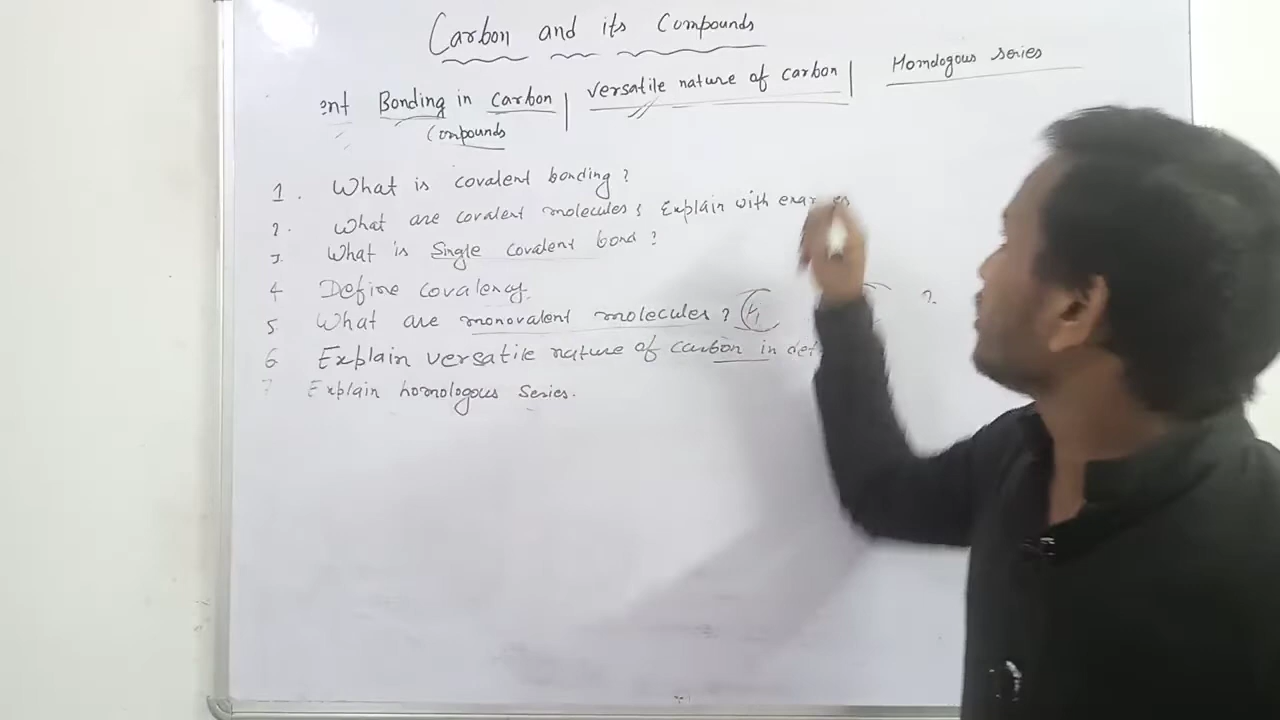 Carbon and its Compounds
ent Bonding in carbon | versatile nature of carbon | Homologous series
Compounds
1. What is covalent bonding?
2. What are covalent molecules; Explain with
3. What is Single covalent bond?
4 Define covalency.
5 What are monovalent molecules?
6 Explain versatile nature of carbon in
7 Explain homologous series.